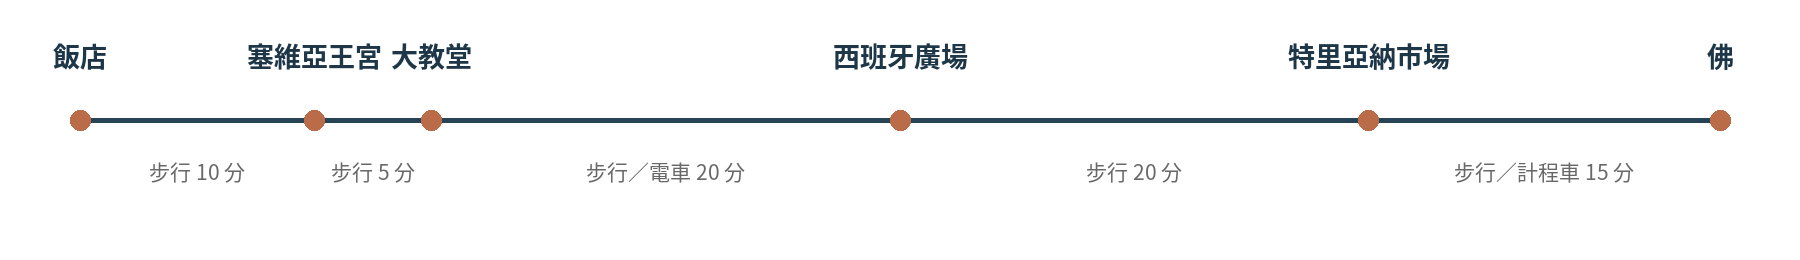 飯店 塞維亞王宮 大教堂 西班牙廣場 特里亞納市場 佛
步行 10 分 步行 5 分 步行／電車 20 分 步行 20 分 步行／計程車 15 分